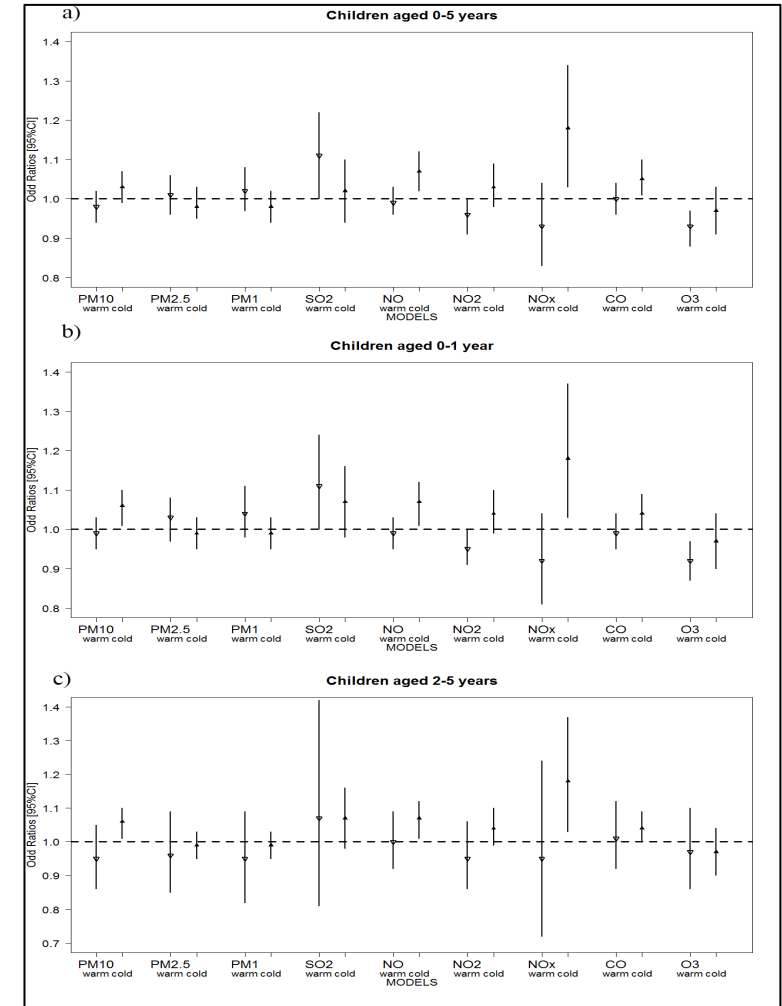 a)
Children aged 0-5 years
Odd Ratios [95%CI]
1.4
1.3
1.2
1.1
1.0
0.9
0.8
PM10 PM2.5 PM1 SO2 NO NO2 NOx CO O3
warm cold warm cold warm cold warm cold warm cold warm cold warm cold warm cold warm cold
MODELS
b)
Children aged 0-1 year
Odd Ratios [95%CI]
1.4
1.3
1.2
1.1
1.0
0.9
0.8
PM10 PM2.5 PM1 SO2 NO NO2 NOx CO O3
warm cold warm cold warm cold warm cold warm cold warm cold warm cold warm cold warm cold
MODELS
c)
Children aged 2-5 years
Odd Ratios [95%CI]
1.4
1.3
1.2
1.1
1.0
0.9
0.8
0.7
PM10 PM2.5 PM1 SO2 NO NO2 NOx CO O3
warm cold warm cold warm cold warm cold warm cold warm cold warm cold warm cold warm cold
MODELS